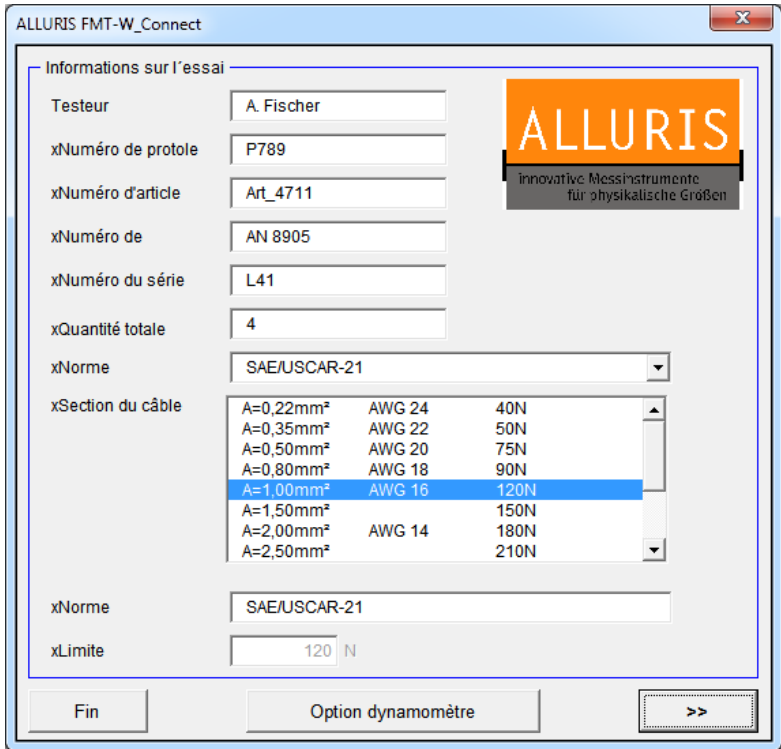 ALLURIS FMT-W_Connect
Informations sur l´essai
Testeur A. Fischer
xNuméro de protole P789
xNuméro d'article Art_4711
xNuméro de AN 8905
xNuméro du série L41
xQuantité totale 4
ALLURIS
innovative Messinstrumente
für physikalische Größen
xNorme SAE/USCAR-21
xSection du câble
A=0,22mm² AWG 24 40N
A=0,35mm² AWG 22 50N
A=0,50mm² AWG 20 75N
A=0,80mm² AWG 18 90N
A=1,00mm² AWG 16 120N
A=1,50mm² 150N
A=2,00mm² AWG 14 180N
A=2,50mm² 210N
xNorme SAE/USCAR-21
xLimite 120 N
Fin Option dynamomètre >>